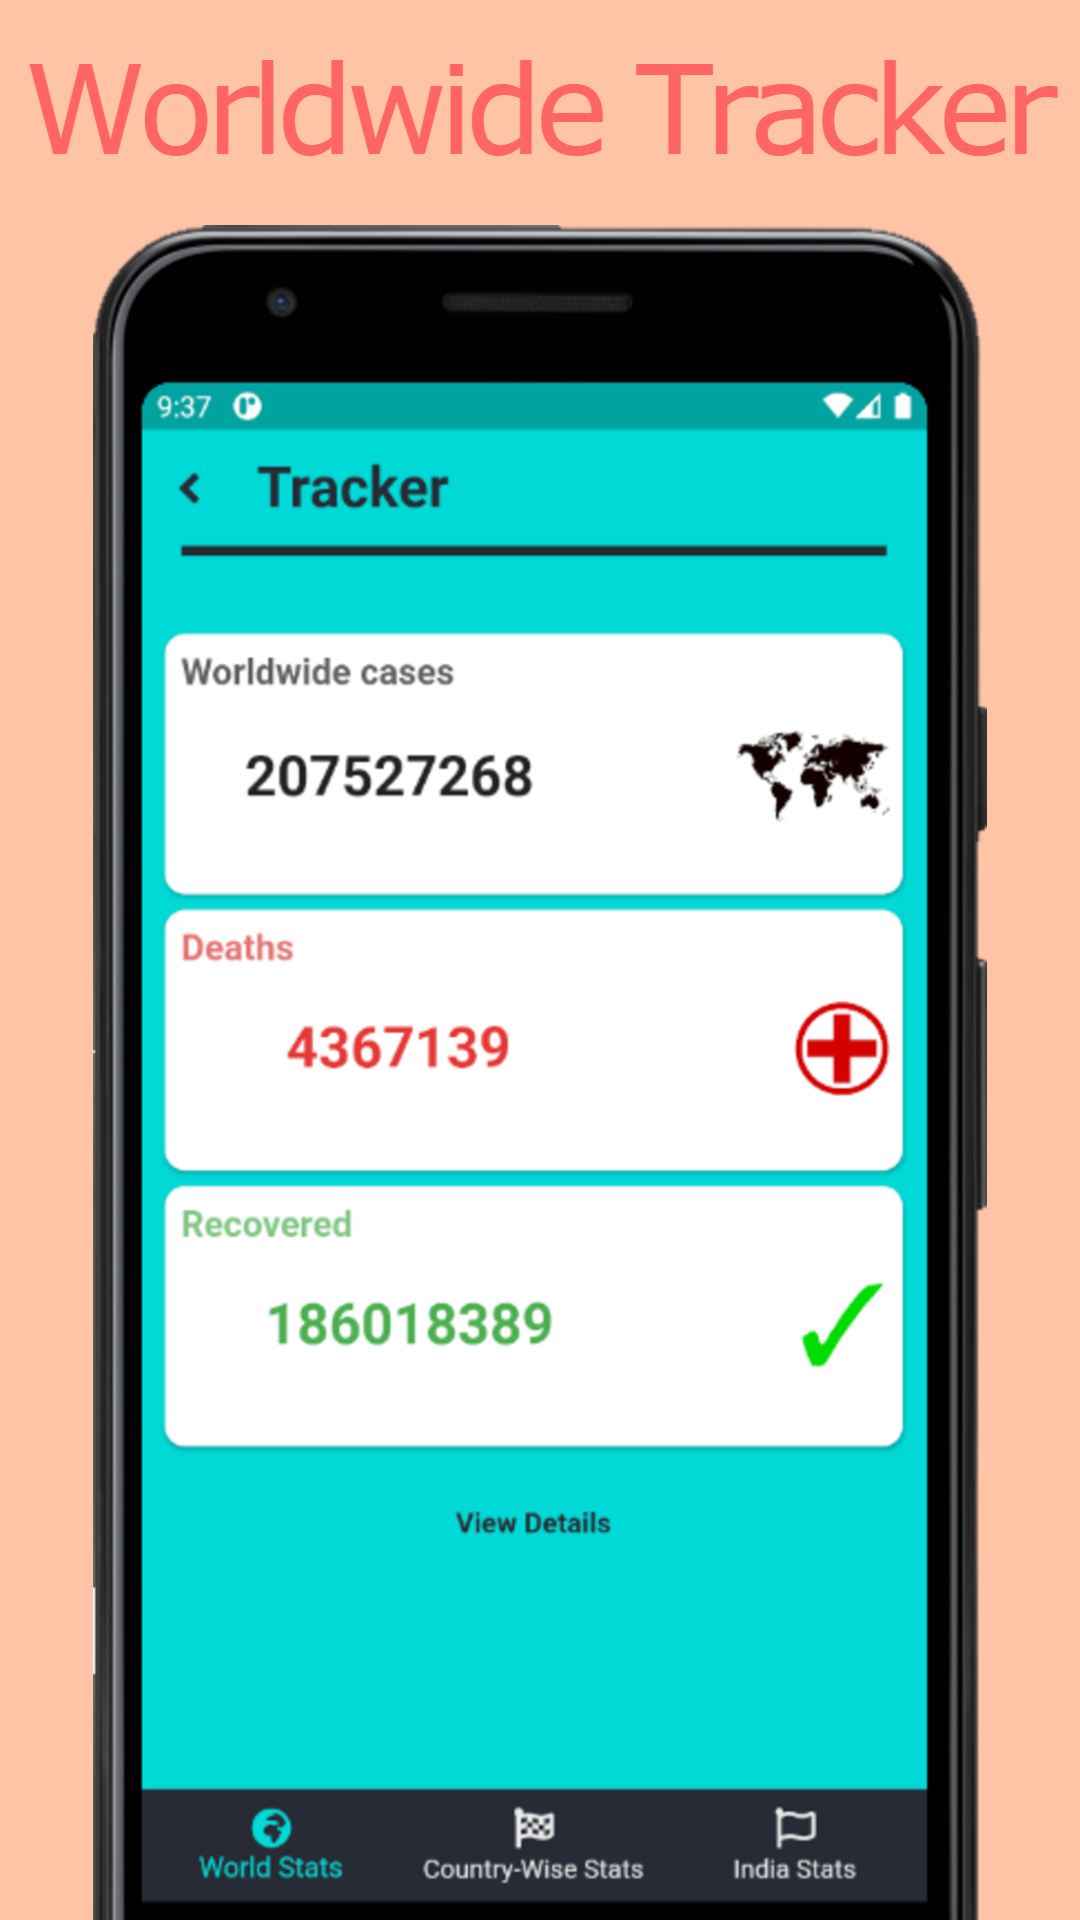 Worldwide Tracker
9:37
Tracker
Worldwide cases
207527268
Deaths
4367139
Recovered
186018389
View Details
World Stats
Country-Wise Stats
India Stats